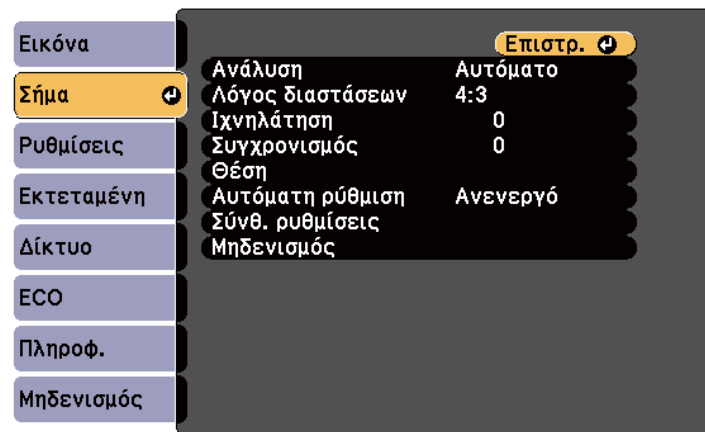 Εικόνα
Σήμα
Ρυθμίσεις
Εκτεταμένη
Δίκτυο
ECO
Πληροφ.
Μηδενισμός
Επιστρ.
Ανάλυση Αυτόματο
Λόγος διαστάσεων 4:3
Ιχνηλάτηση 0
Συγχρονισμός 0
Θέση
Αυτόματη ρύθμιση Ανενεργό
Σύνθ. ρυθμίσεις
Μηδενισμός